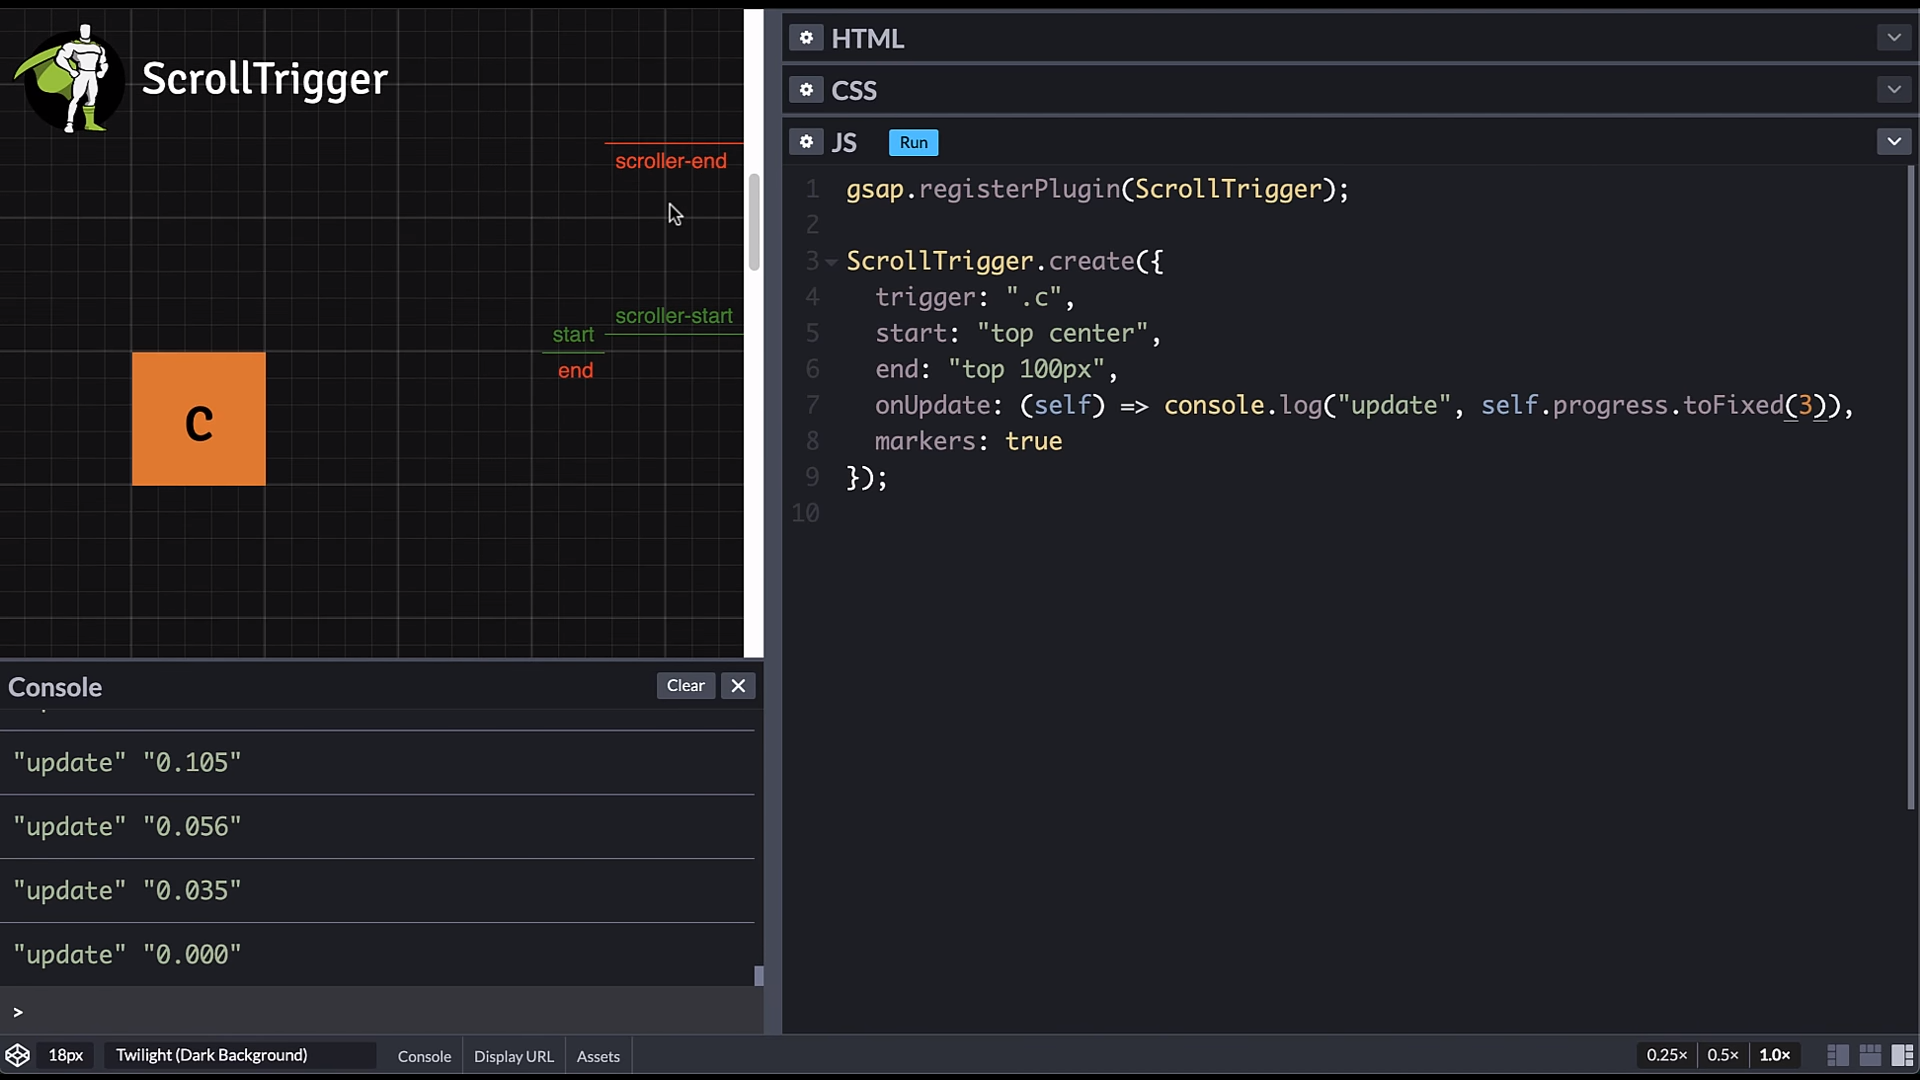 ScrollTrigger
scroller-end
scroller-start
start
end
C
Console
Clear
"update" "0.105"
"update" "0.056"
"update" "0.035"
"update" "0.000"
>
HTML
CSS
JS
Run
1 gsap.registerPlugin(ScrollTrigger);
2
3 ScrollTrigger.create({
4 trigger: ".c",
5 start: "top center",
6 end: "top 100px",
7 onUpdate: (self) => console.log("update", self.progress.toFixed(3)),
8 markers: true
9 });
10
18px
Twilight (Dark Background)
Console
Display URL
Assets
0.25×
0.5×
1.0×